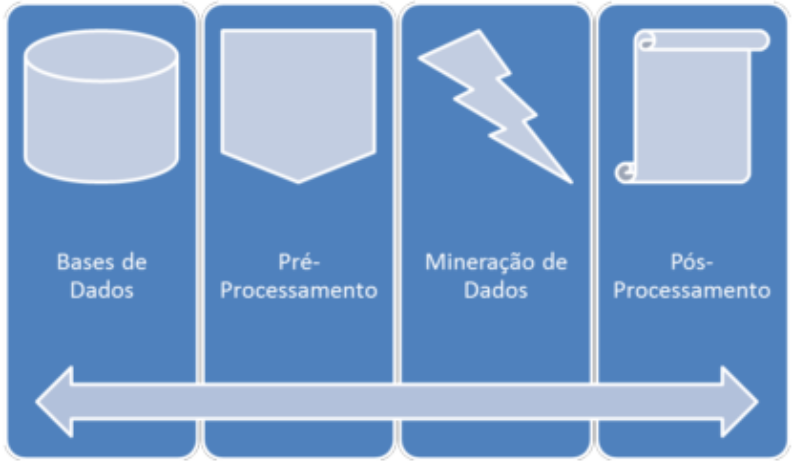 Bases de
Dados
Pré-
Processamento
Mineração de
Dados
Pós-
Processamento